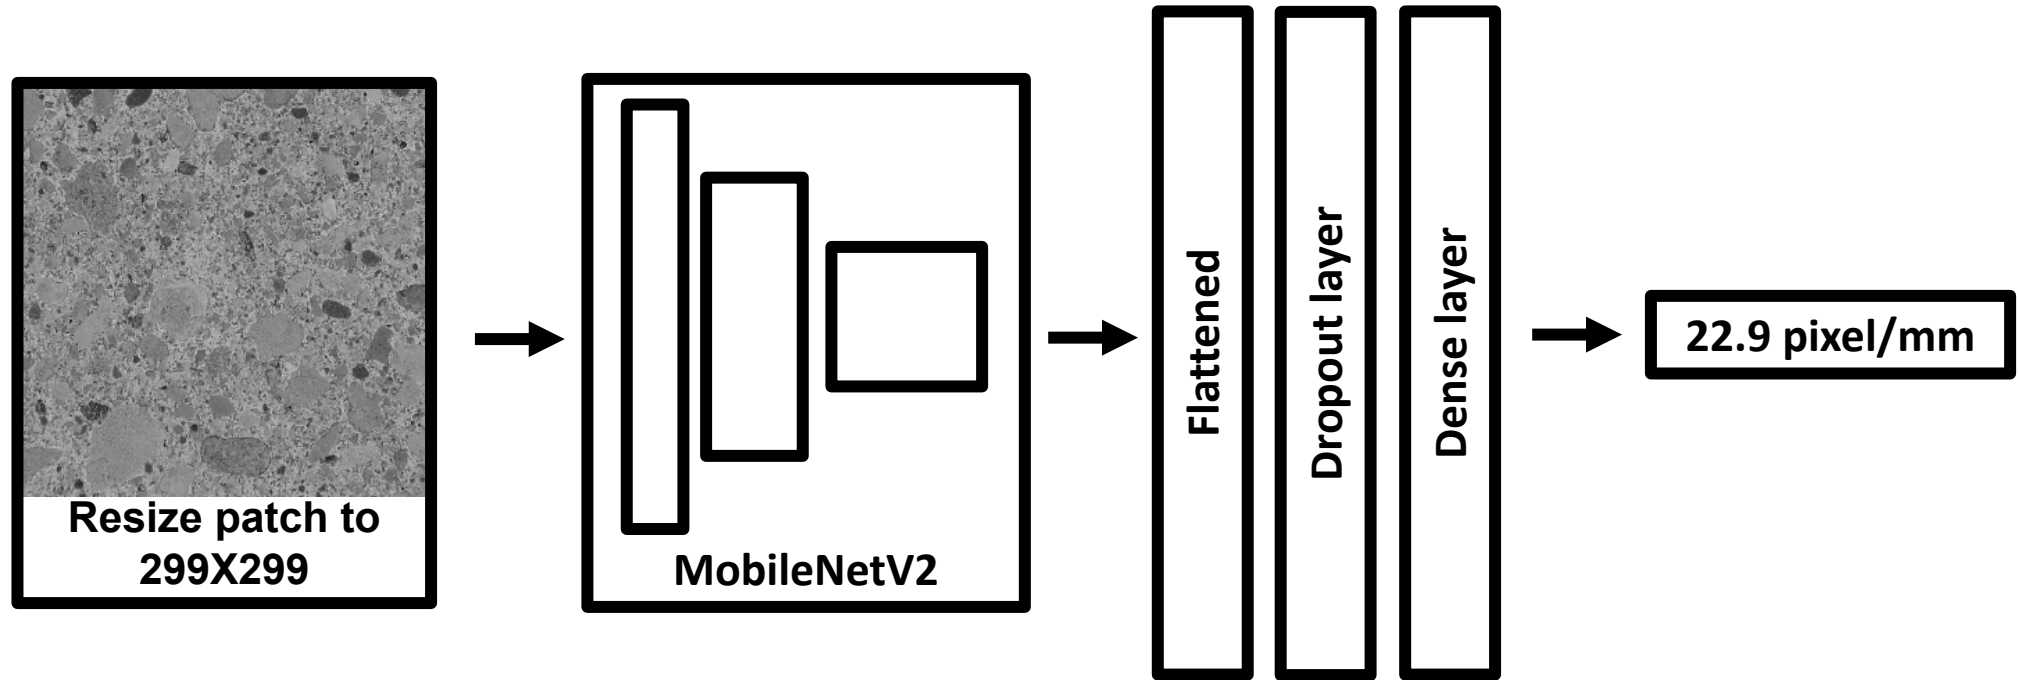 Resize patch to
299X299
MobileNetV2
Flattened
Dropout layer
Dense layer
22.9 pixel/mm